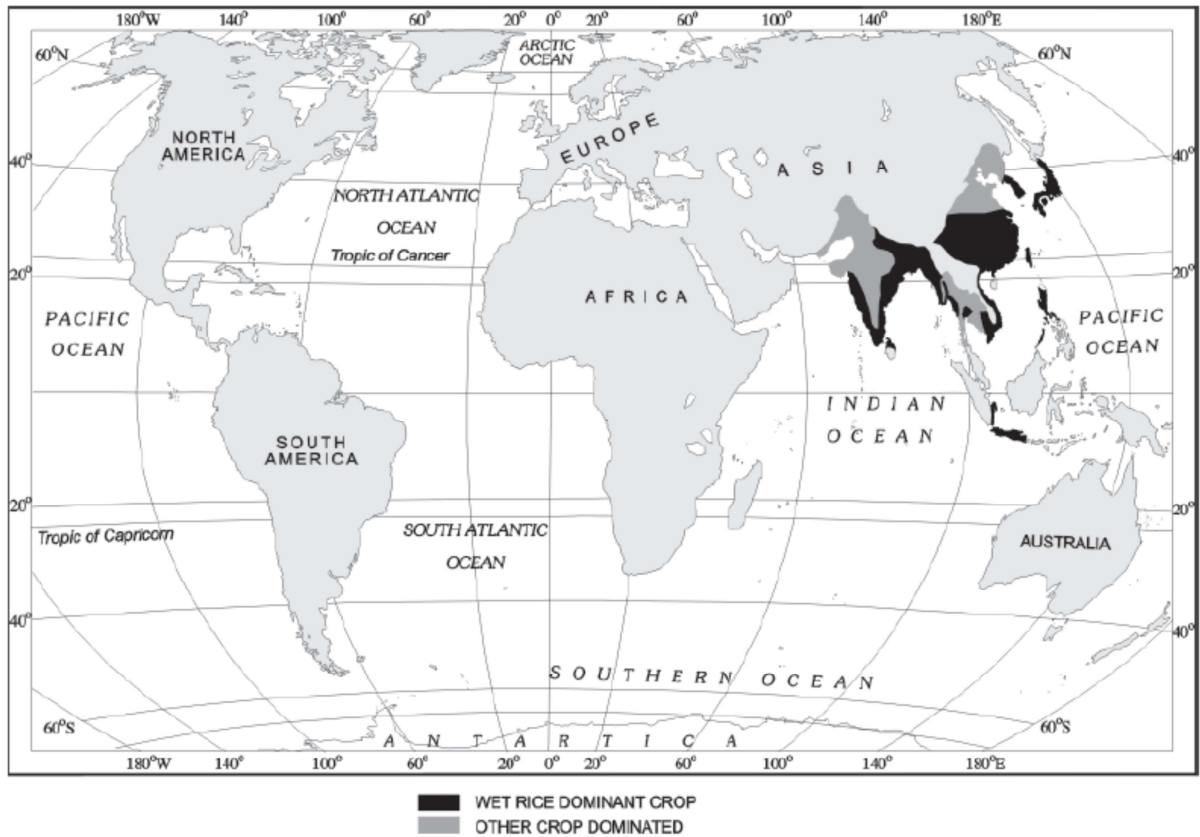 180°W 140° 100° 60° 20° 0° 20° 60° 100° 140° 180°E
60°N
ARCTIC
OCEAN
60°N
NORTH
AMERICA
EUROPE
ASIA
40°
40°
NORTH ATLANTIC
OCEAN
Tropic of Cancer
20°
20°
AFRICA
PACIFIC
OCEAN
PACIFIC
OCEAN
INDIAN
OCEAN
SOUTH
AMERICA
20°
20°
Tropic of Capricorn
SOUTH ATLANTIC
OCEAN
AUSTRALIA
40°
40°
SOUTHERN OCEAN
60°S
60°S
ANTARTICA
180°W 140° 100° 60° 20° 0° 20° 60° 100° 140° 180°E
WET RICE DOMINANT CROP
OTHER CROP DOMINATED